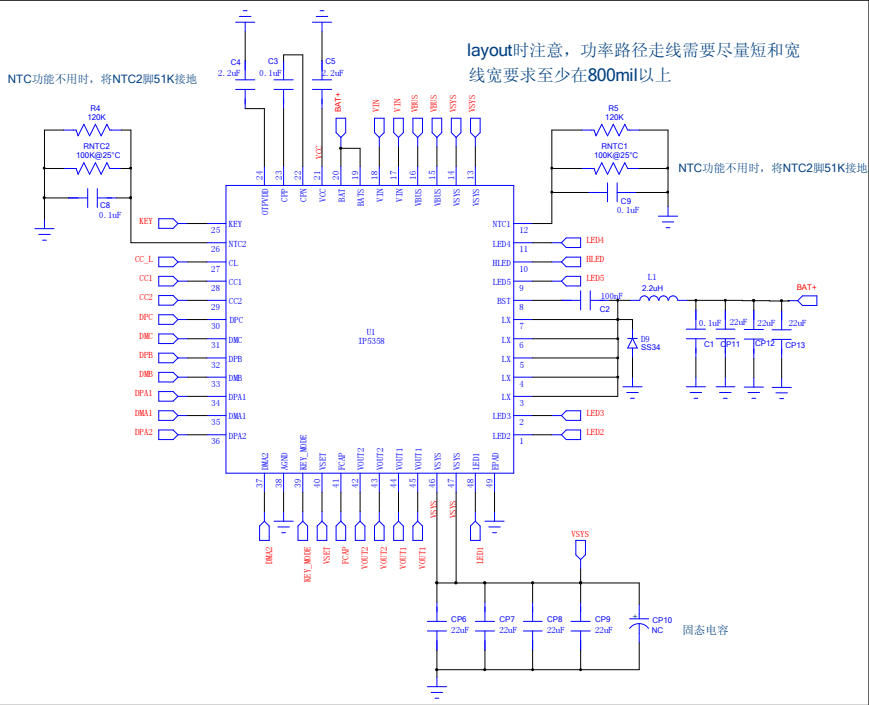 layout时注意，功率路径走线需要尽量短和宽
线宽要求至少在800mil以上
NTC功能不用时，将NTC2脚51K接地
C4
2.2uF
C3
0.1uF
C5
2.2uF
BAT+
VIN
VIN
VBUS
VBUS
VSYS
VSYS
VCC
R4
120K
RNTC2
100K@25°C
C8
0.1uF
R5
120K
RNTC1
100K@25°C
C9
0.1uF
NTC功能不用时，将NTC2脚51K接地
24
23
22
21
20
19
18
17
16
15
14
13
OTPVDD
CPP
CPN
VCC
BAT
BATS
VIN
VIN
VBUS
VBUS
VSYS
VSYS
KEY
25
KEY
NTC2
26
CC_L
27
CL
CC1
28
CC1
CC2
29
CC2
DPC
30
DPC
DMC
31
DMC
DPB
32
DPB
DMB
33
DMB
DPA1
34
DPA1
DMA1
35
DMA1
DPA2
36
DPA2
U1
IP5358
NTC1
12
LED4
11
LED4
HLED
10
HLED
LED5
9
LED5
BST
8
LX
7
LX
6
LX
5
LX
4
LX
3
LED3
2
LED3
LED2
1
LED2
100nF
C2
L1
2.2uH
BAT+
D9
SS34
0.1uF
C1
22uF
CP11
22uF
CP12
22uF
CP13
DMA2
AGND
KEY_MODE
VSET
FCAP
VOUT2
VOUT2
VOUT1
VOUT1
VSYS
VSYS
LED1
EPAD
37
38
39
40
41
42
43
44
45
46
47
48
49
DMA2
KEY_MODE
VSET
FCAP
VOUT2
VOUT2
VOUT1
VOUT1
VSYS
VSYS
LED1
VSYS
CP6
22uF
CP7
22uF
CP8
22uF
CP9
22uF
+
CP10
NC
固态电容